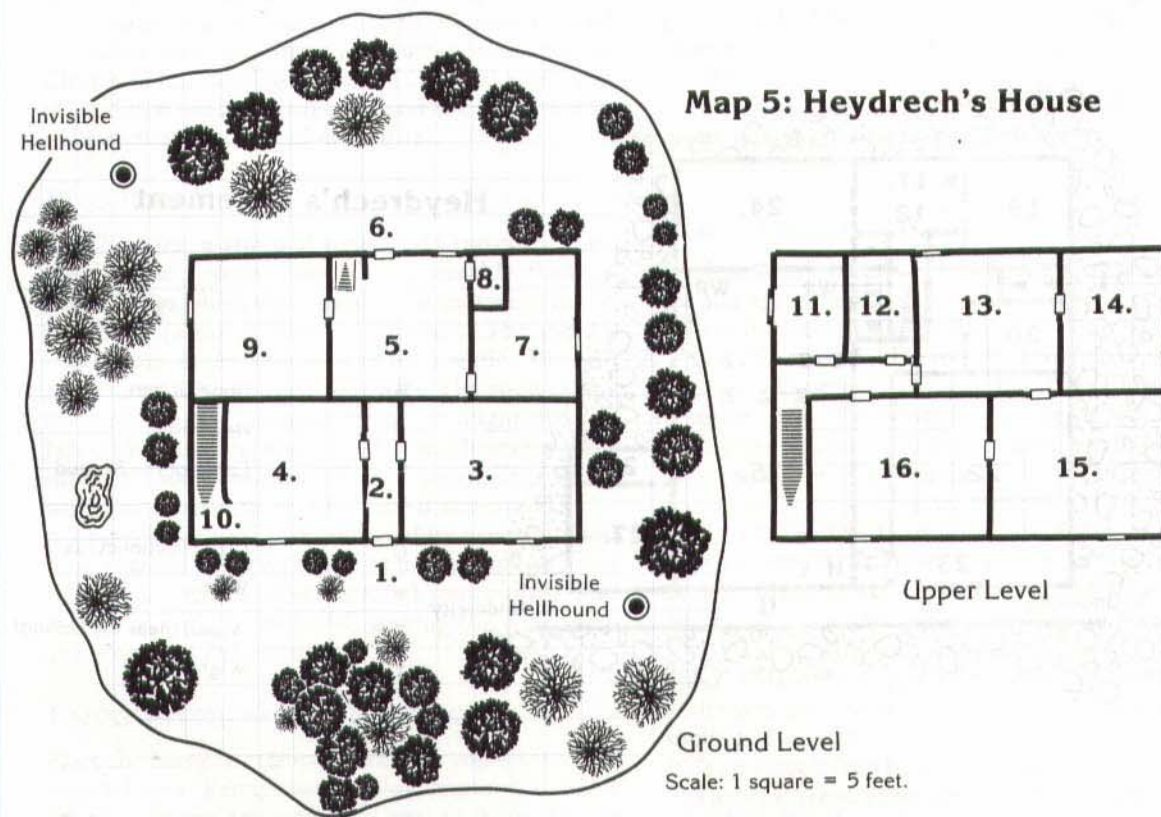 Map 5: Heydrech's House
Invisible
Hellhound
6.
8.
9.
5.
7.
11.
12.
13.
14.
4.
2.
3.
10.
16.
15.
1.
Invisible
Hellhound
Upper Level
Ground Level
Scale: 1 square = 5 feet.